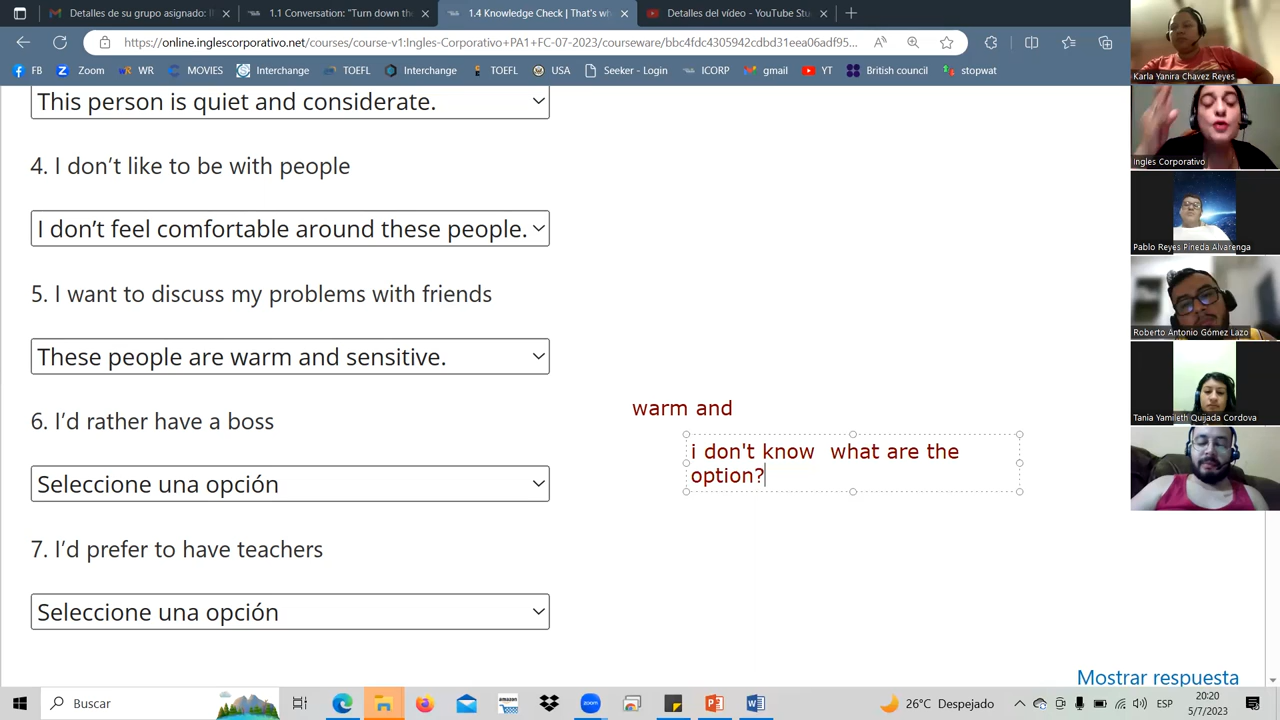 Detalles de su grupo asignado: I
1.1 Conversation: "Turn down the
1.4 Knowledge Check | That's wh
Detalles del vídeo - YouTube Stu
https://online.inglescorporativo.net/courses/course-v1:Ingles-Corporativo+PA1+FC-07-2023/courseware/bbc4fdc4305942cdbd31eea06adf95...
FB
Zoom
WR
MOVIES
Interchange
TOEFL
Interchange
TOEFL
USA
Seeker - Login
ICORP
gmail
YT
British council
stopwat
This person is quiet and considerate.
4. I don’t like to be with people
I don’t feel comfortable around these people.
5. I want to discuss my problems with friends
These people are warm and sensitive.
6. I’d rather have a boss
Seleccione una opción
7. I’d prefer to have teachers
Seleccione una opción
warm and
i don't know  what are the
option?
Mostrar respuesta
Karla Yanira Chavez Reyes
Ingles Corporativo
Pablo Reyes Pineda Alvarenga
Roberto Antonio Gómez Lazo
Tania Yamileth Quijada Cordova
Buscar
26°C Despejado
ESP
20:20
5/7/2023